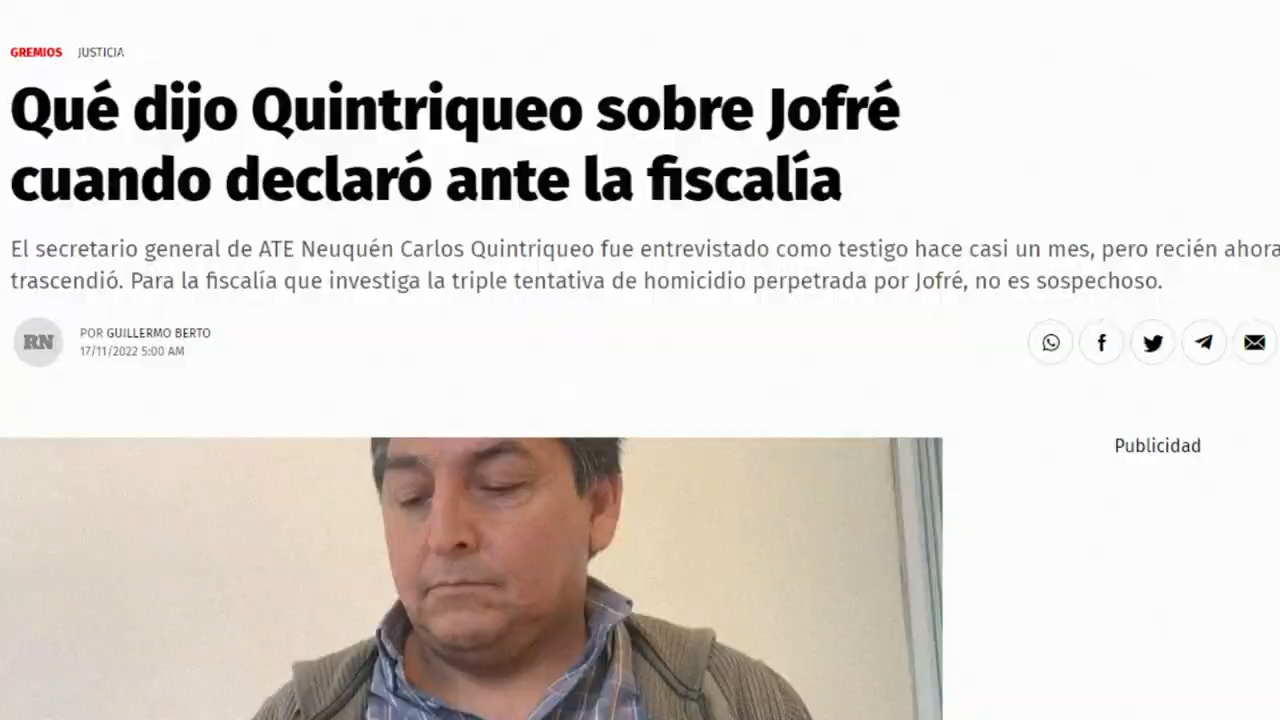 GREMIOS JUSTICIA
Qué dijo Quintriqueo sobre Jofré
cuando declaró ante la fiscalía
El secretario general de ATE Neuquén Carlos Quintriqueo fue entrevistado como testigo hace casi un mes, pero recién ahora
trascendió. Para la fiscalía que investiga la triple tentativa de homicidio perpetrada por Jofré, no es sospechoso.
RN
POR GUILLERMO BERTO
17/11/2022 5:00 AM
Publicidad